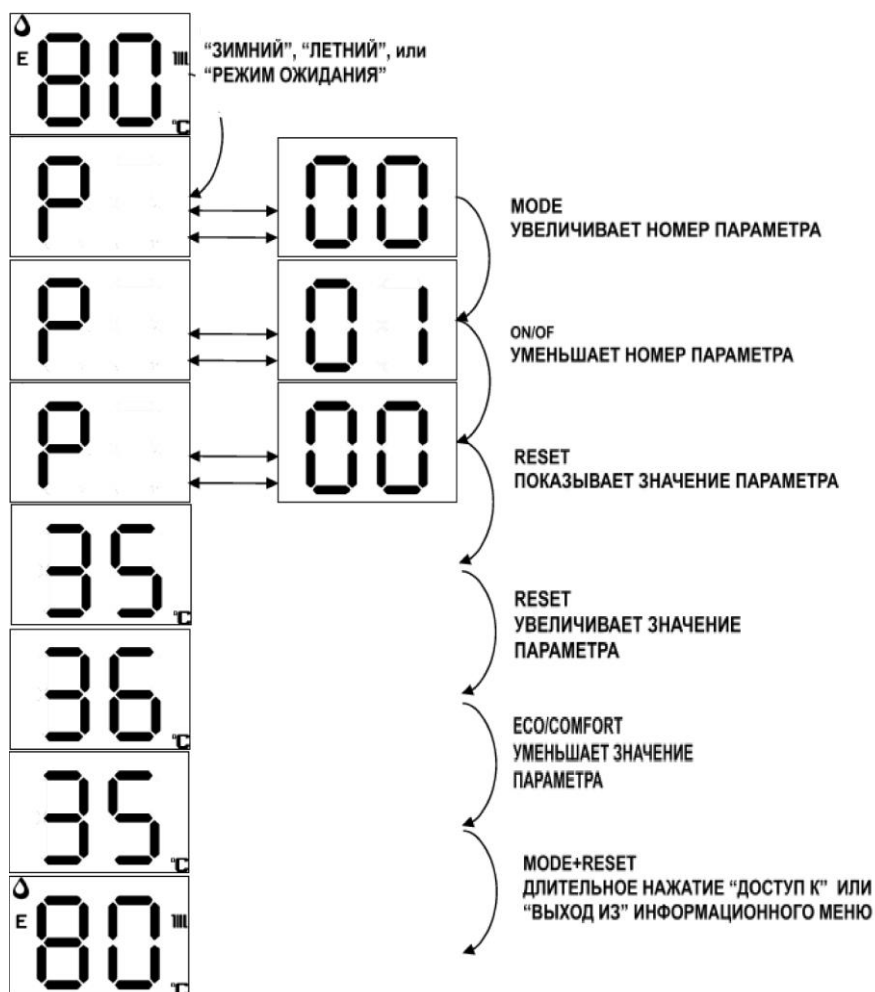 E 80 °C
“ЗИМНИЙ”, “ЛЕТНИЙ”, или
“РЕЖИМ ОЖИДАНИЯ”
P 00
MODE
УВЕЛИЧИВАЕТ НОМЕР ПАРАМЕТРА
P 01
ON/OF
УМЕНЬШАЕТ НОМЕР ПАРАМЕТРА
P 00
RESET
ПОКАЗЫВАЕТ ЗНАЧЕНИЕ ПАРАМЕТРА
35 °C
RESET
УВЕЛИЧИВАЕТ ЗНАЧЕНИЕ
ПАРАМЕТРА
36 °C
ECO/COMFORT
УМЕНЬШАЕТ ЗНАЧЕНИЕ
ПАРАМЕТРА
35 °C
MODE+RESET
ДЛИТЕЛЬНОЕ НАЖАТИЕ “ДОСТУП К” ИЛИ
“ВЫХОД ИЗ” ИНФОРМАЦИОННОГО МЕНЮ
E 80 °C